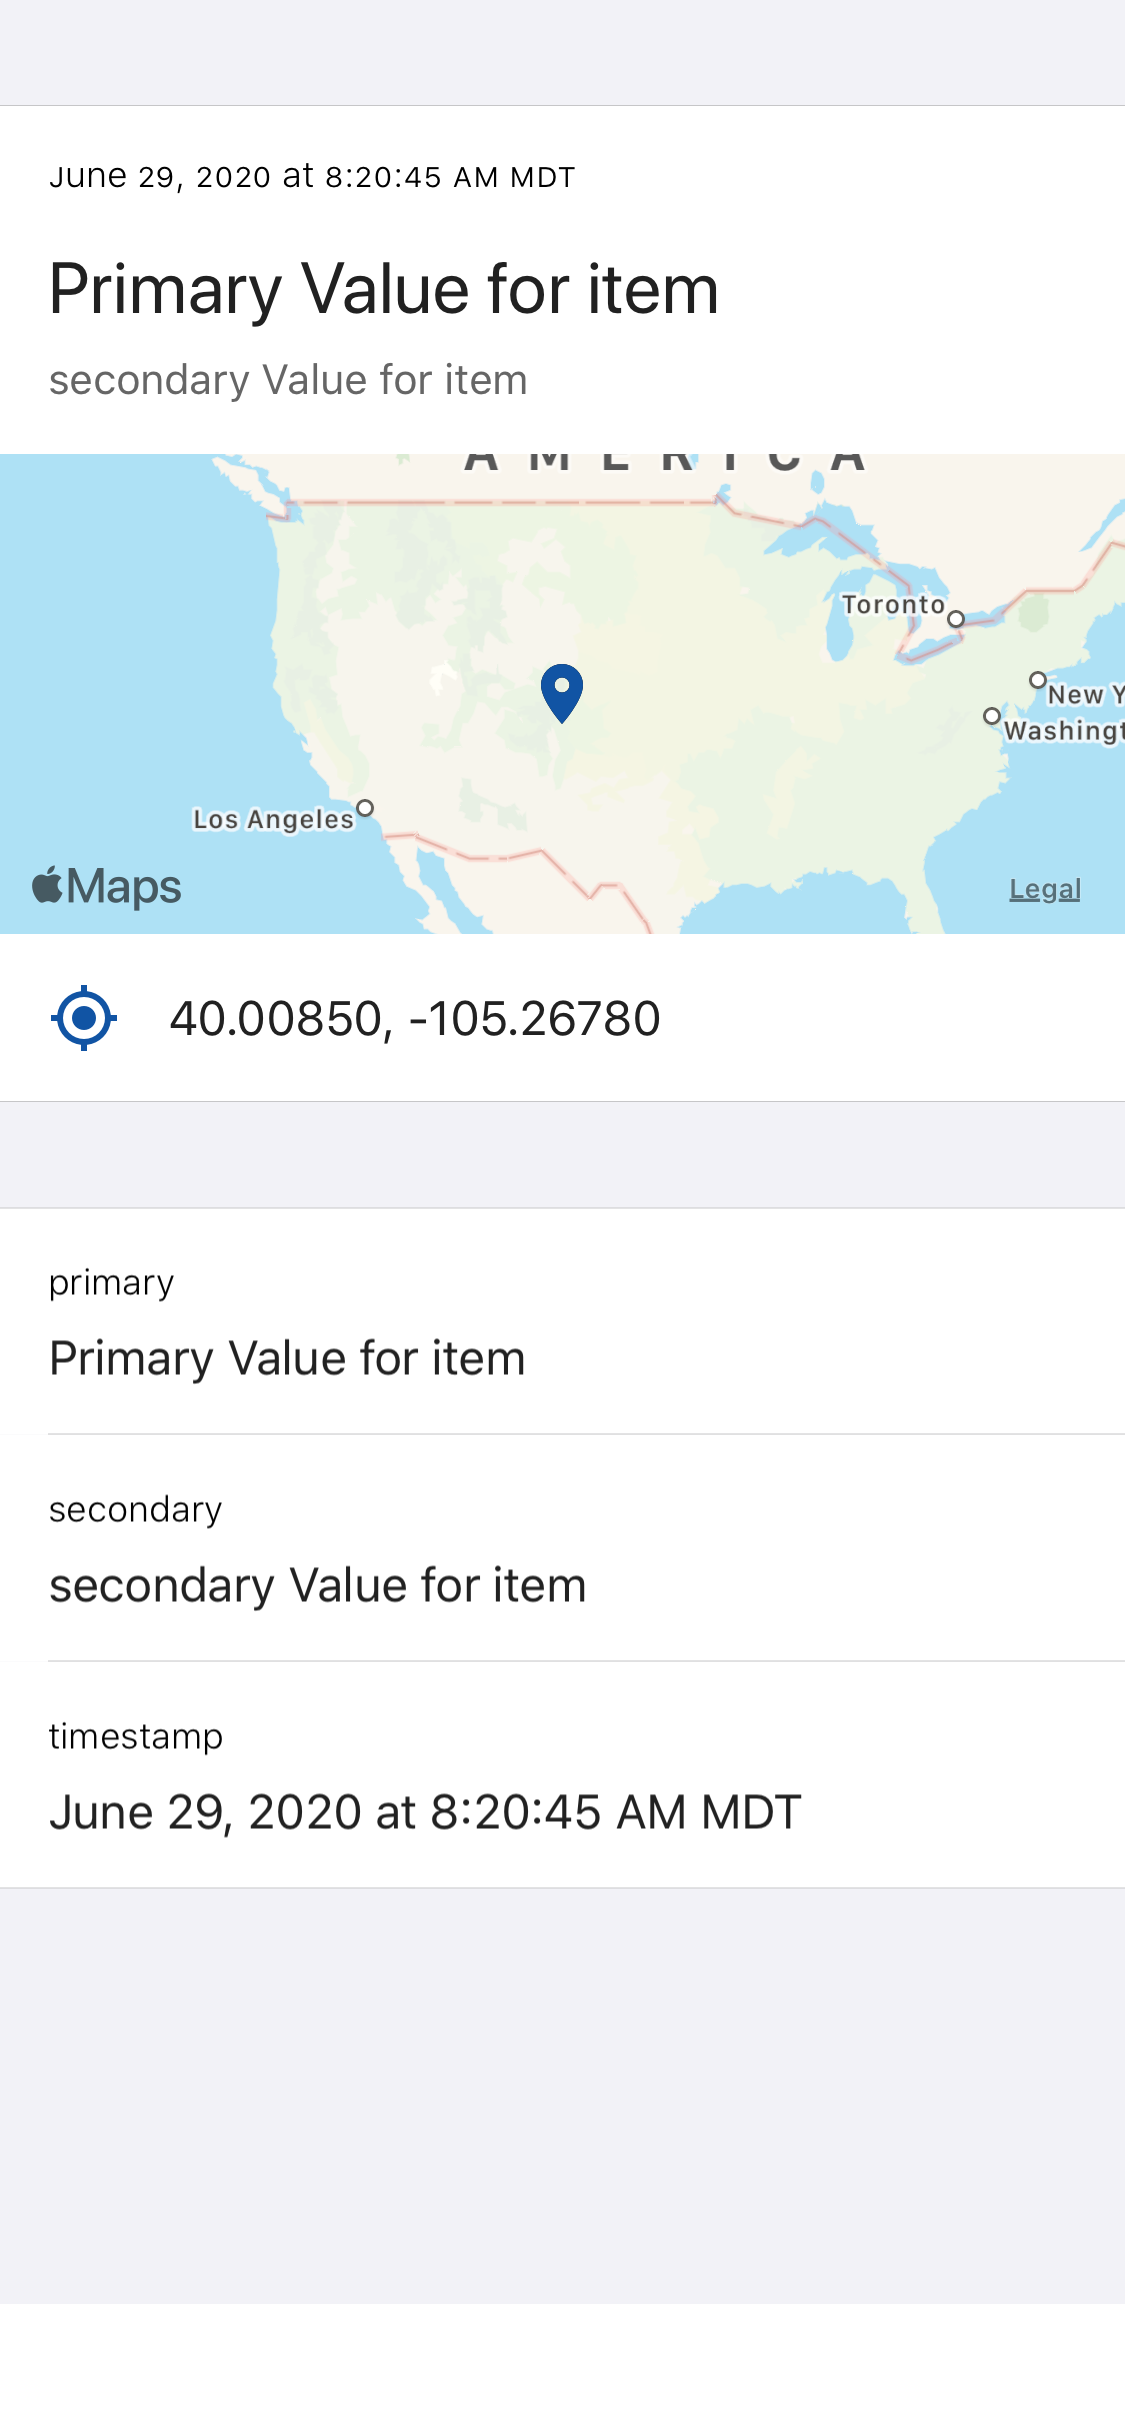 June 29, 2020 at 8:20:45 AM MDT
Primary Value for item
secondary Value for item
AMERICA
Toronto
New Y
Washingt
Los Angeles
Maps
Legal
40.00850, -105.26780
primary
Primary Value for item
secondary
secondary Value for item
timestamp
June 29, 2020 at 8:20:45 AM MDT